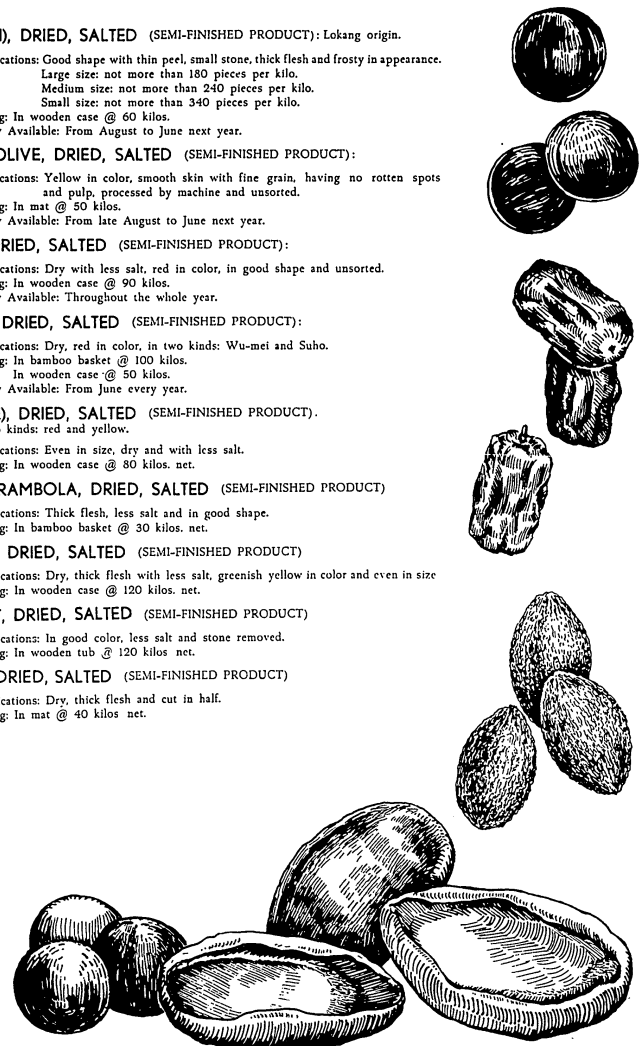 ), DRIED, SALTED (SEMI-FINISHED PRODUCT): Lokang origin.
cations: Good shape with thin peel, small stone, thick flesh and frosty in appearance.
Large size: not more than 180 pieces per kilo.
Medium size: not more than 240 pieces per kilo.
Small size: not more than 340 pieces per kilo.
g: In wooden case @ 60 kilos.
Available: From August to June next year.
OLIVE, DRIED, SALTED (SEMI-FINISHED PRODUCT):
cations: Yellow in color, smooth skin with fine grain, having no rotten spots
and pulp, processed by machine and unsorted.
g: In mat @ 50 kilos.
Available: From late August to June next year.
RIED, SALTED (SEMI-FINISHED PRODUCT):
cations: Dry with less salt, red in color, in good shape and unsorted.
g: In wooden case @ 90 kilos.
Available: Throughout the whole year.
DRIED, SALTED (SEMI-FINISHED PRODUCT):
cations: Dry, red in color, in two kinds: Wu-mei and Suho.
g: In bamboo basket @ 100 kilos.
In wooden case @ 50 kilos.
Available: From June every year.
), DRIED, SALTED (SEMI-FINISHED PRODUCT).
kinds: red and yellow.
cations: Even in size, dry and with less salt.
g: In wooden case @ 80 kilos. net.
RAMBOLA, DRIED, SALTED (SEMI-FINISHED PRODUCT)
cations: Thick flesh, less salt and in good shape.
g: In bamboo basket @ 30 kilos. net.
DRIED, SALTED (SEMI-FINISHED PRODUCT)
cations: Dry, thick flesh with less salt, greenish yellow in color and even in size
g: In wooden case @ 120 kilos. net.
, DRIED, SALTED (SEMI-FINISHED PRODUCT)
cations: In good color, less salt and stone removed.
g: In wooden tub @ 120 kilos net.
DRIED, SALTED (SEMI-FINISHED PRODUCT)
cations: Dry, thick flesh and cut in half.
g: In mat @ 40 kilos net.